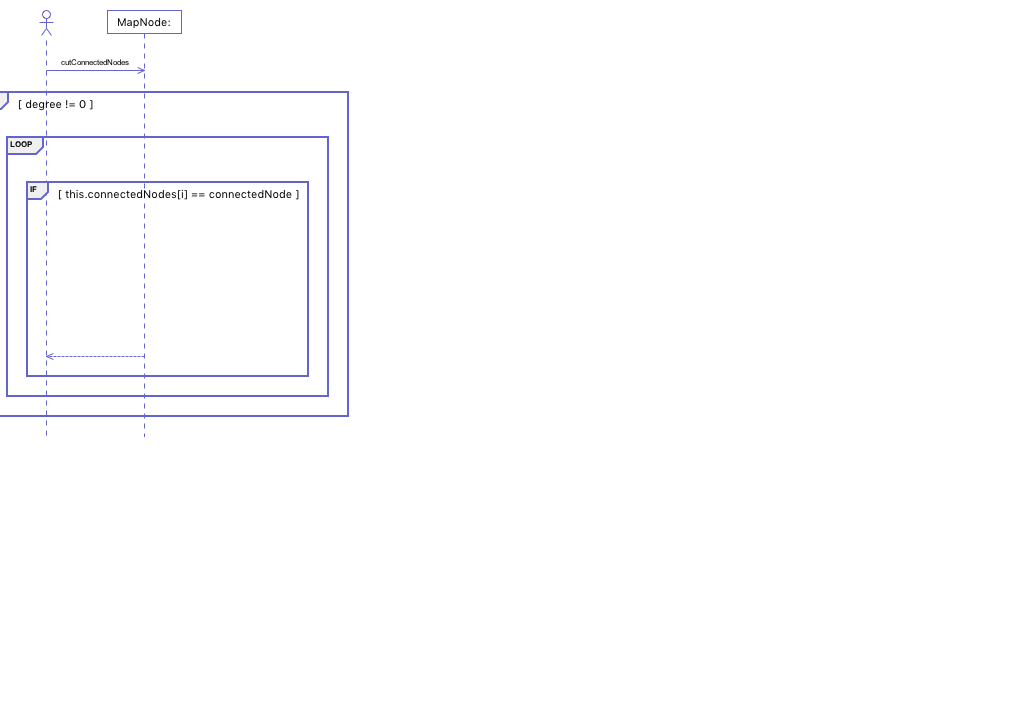 MapNode:
cutConnectedNodes
[ degree != 0 ]
LOOP
IF
[ this.connectedNodes[i] == connectedNode ]